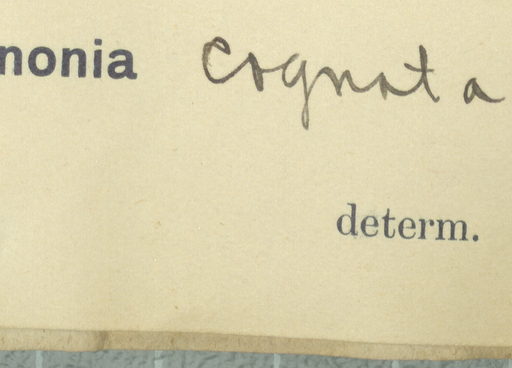 monia cognata
determ.